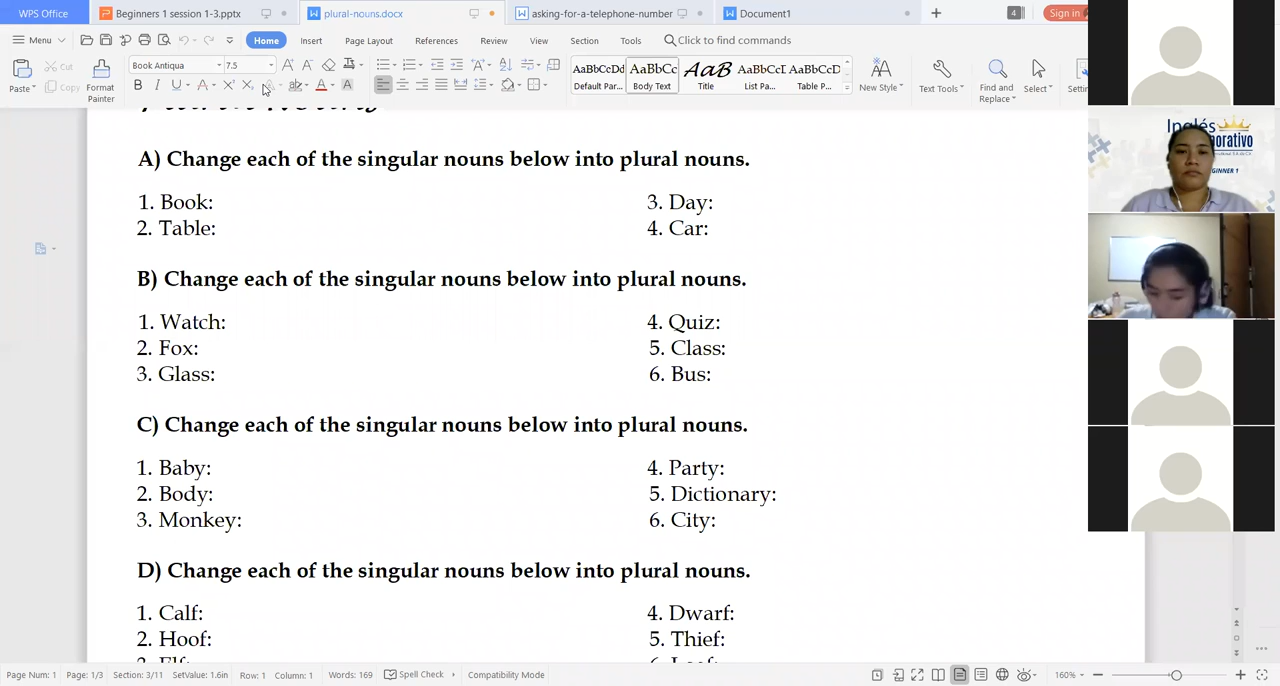 WPS Office
Beginners 1 session 1-3.pptx
plural-nouns.docx
asking-for-a-telephone-number
Document1
4
Sign in
Menu
Home
Insert
Page Layout
References
Review
View
Section
Tools
Click to find commands
Paste
Cut
Copy
Format Painter
Book Antiqua
7.5
AaBbCcDd
Default Par...
AaBbCc
Body Text
AaB
Title
AaBbCcI
List Pa...
AaBbCcD
Table P...
New Style
Text Tools
Find and Replace
Select
A) Change each of the singular nouns below into plural nouns.
1. Book:
2. Table:
3. Day:
4. Car:
B) Change each of the singular nouns below into plural nouns.
1. Watch:
2. Fox:
3. Glass:
4. Quiz:
5. Class:
6. Bus:
C) Change each of the singular nouns below into plural nouns.
1. Baby:
2. Body:
3. Monkey:
4. Party:
5. Dictionary:
6. City:
D) Change each of the singular nouns below into plural nouns.
1. Calf:
2. Hoof:
4. Dwarf:
5. Thief:
Inglés
Page Num: 1
Page: 1/3
Section: 3/11
SetValue: 1.6in
Row: 1
Column: 1
Words: 169
Spell Check
Compatibility Mode
160%